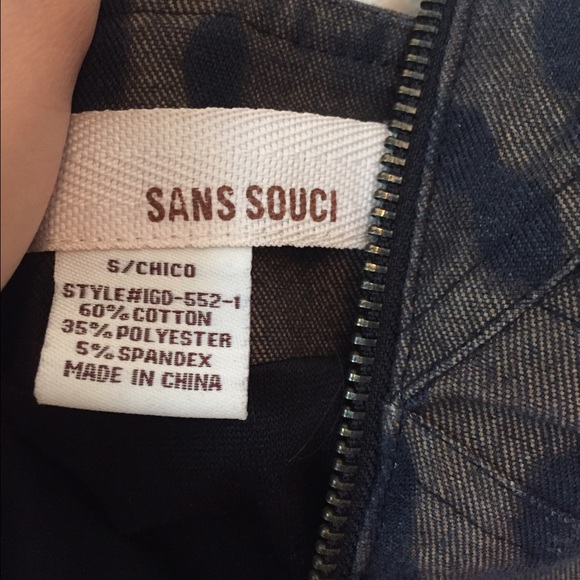 SANS SOUCI
S/CHICO
STYLE#IGD-552-1
60% COTTON
35% POLYESTER
5% SPANDEX
MADE IN CHINA